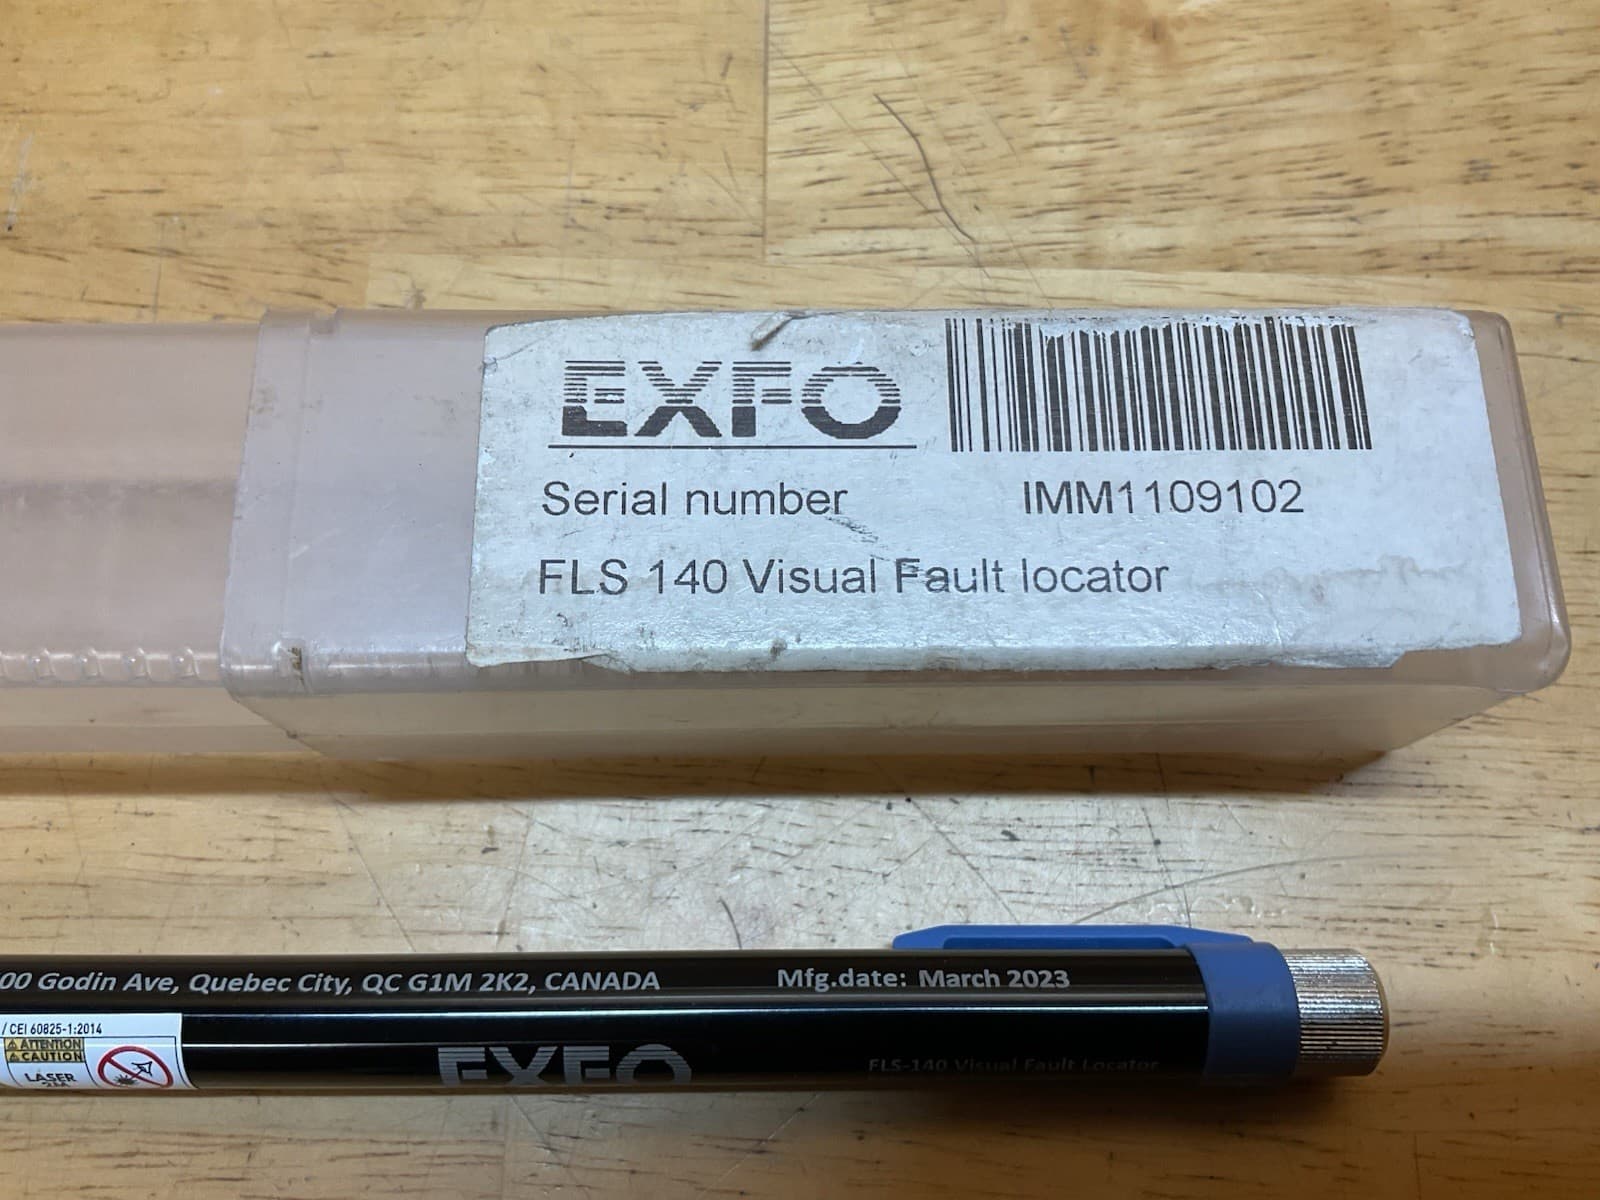 EXFO
Serial number IMM1109102
FLS 140 Visual Fault locator
00 Godin Ave, Quebec City, QC G1M 2K2, CANADA
Mfg.date: March 2023
/ CEI 60825-1:2014
ATTENTION
CAUTION
LASER
2M
EXFO
FLS-140 Visual Fault Locator